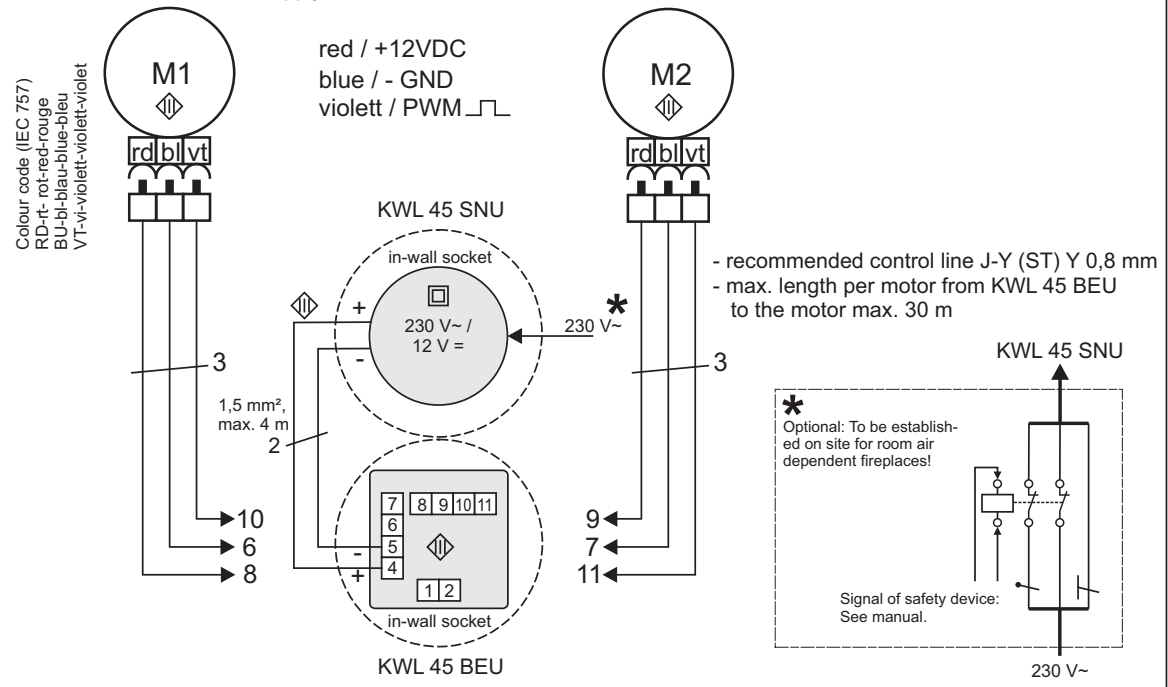 M1
rd bl vt
Colour code (IEC 757)
RD-rt- rot-red-rouge
BU-bl-blau-blue-bleu
VT-vi-violett-violett-violet
red / +12VDC
blue / - GND
violett / PWM
M2
rd bl vt
KWL 45 SNU
in-wall socket
+
-
230 V~ /
12 V =
*
230 V~
- recommended control line J-Y (ST) Y 0,8 mm
- max. length per motor from KWL 45 BEU
to the motor max. 30 m
3
3
1,5 mm²,
max. 4 m
2
10
6
8
7 8 9 10 11
6
5
4
-
+
1 2
in-wall socket
KWL 45 BEU
9
7
11
KWL 45 SNU
*
Optional: To be establish-
ed on site for room air
dependent fireplaces!
Signal of safety device:
See manual.
230 V~